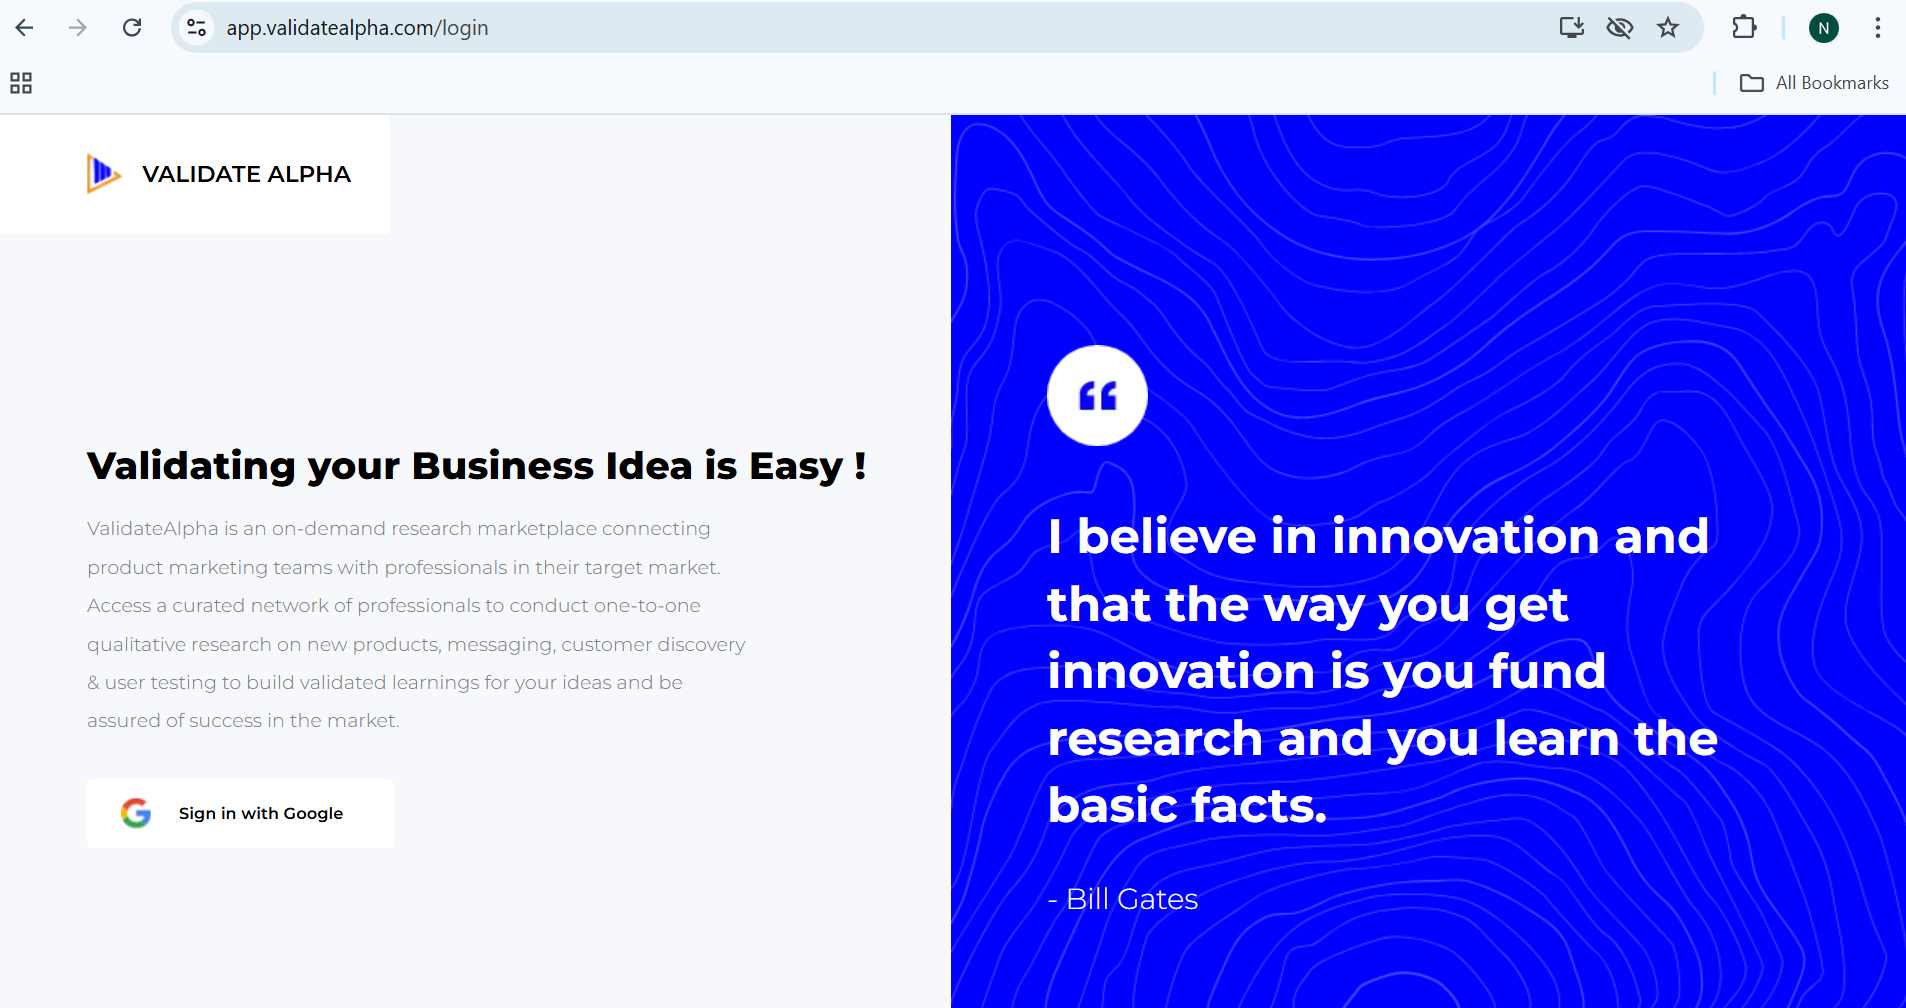 app.validatealpha.com/login
N
All Bookmarks
VALIDATE ALPHA
Validating your Business Idea is Easy !
ValidateAlpha is an on-demand research marketplace connecting
product marketing teams with professionals in their target market.
Access a curated network of professionals to conduct one-to-one
qualitative research on new products, messaging, customer discovery
& user testing to build validated learnings for your ideas and be
assured of success in the market.
Sign in with Google
“
I believe in innovation and
that the way you get
innovation is you fund
research and you learn the
basic facts.
- Bill Gates